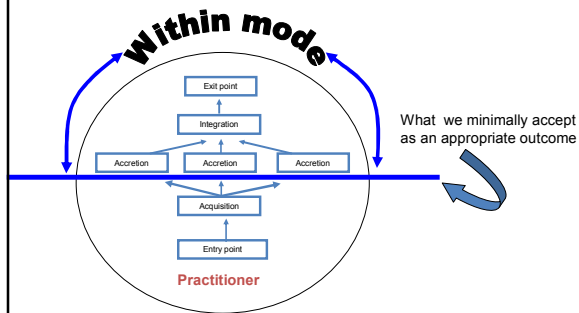 Within mode
Exit point
Integration
Accretion Accretion Accretion
What we minimally accept
as an appropriate outcome
Acquisition
Entry point
Practitioner